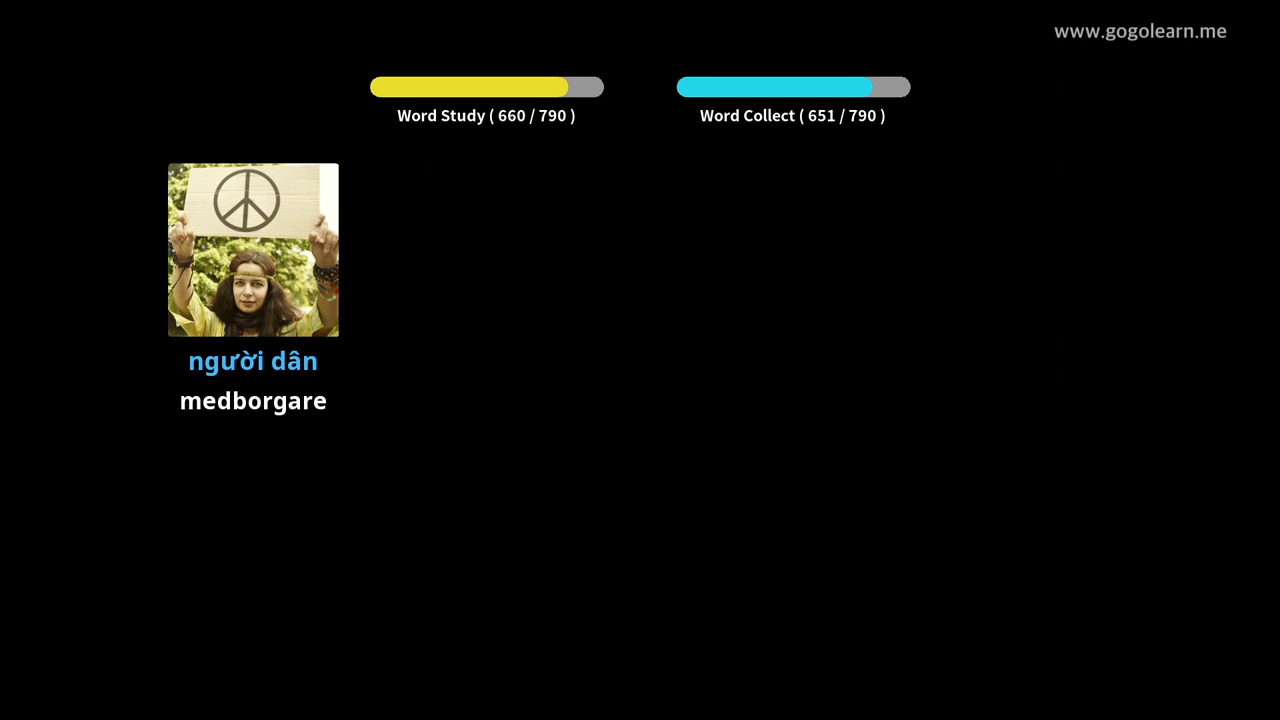 www.gogolearn.me
Word Study ( 660 / 790 )
Word Collect ( 651 / 790 )
người dân
medborgare